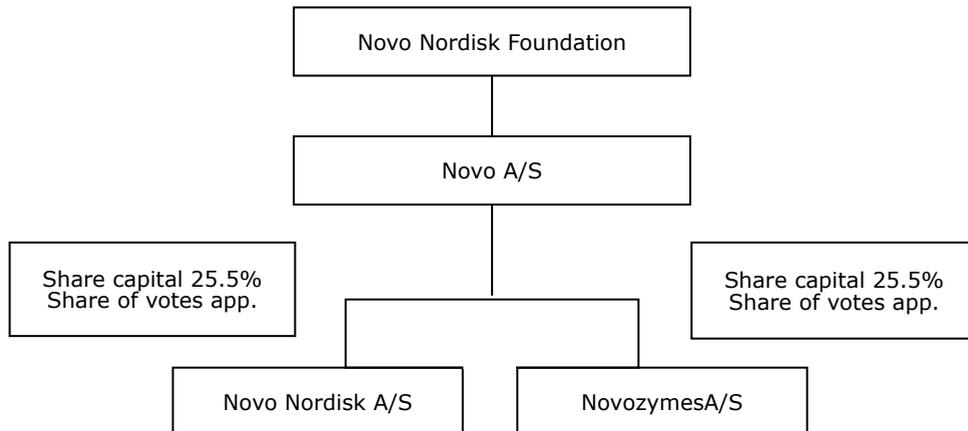 Novo Nordisk Foundation
Novo A/S
Share capital 25.5%
Share of votes app.
Share capital 25.5%
Share of votes app.
Novo Nordisk A/S
NovozymesA/S